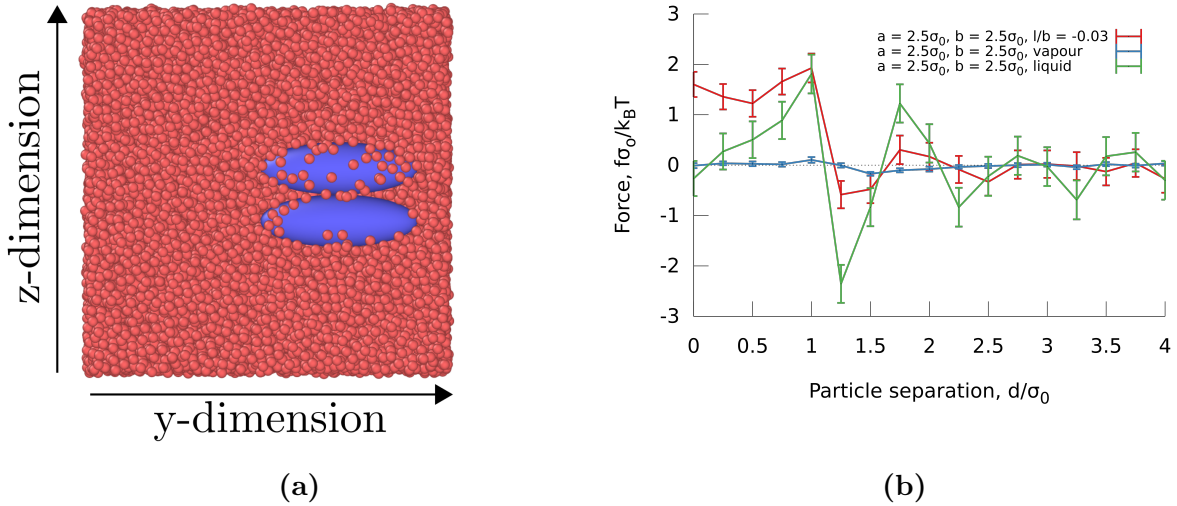 z-dimension
y-dimension
(a)
Force, fσ₀/k_BT
3
2
1
0
-1
-2
-3
a = 2.5σ₀, b = 2.5σ₀, l/b = -0.03
a = 2.5σ₀, b = 2.5σ₀, vapour
a = 2.5σ₀, b = 2.5σ₀, liquid
0 0.5 1 1.5 2 2.5 3 3.5 4
Particle separation, d/σ₀
(b)